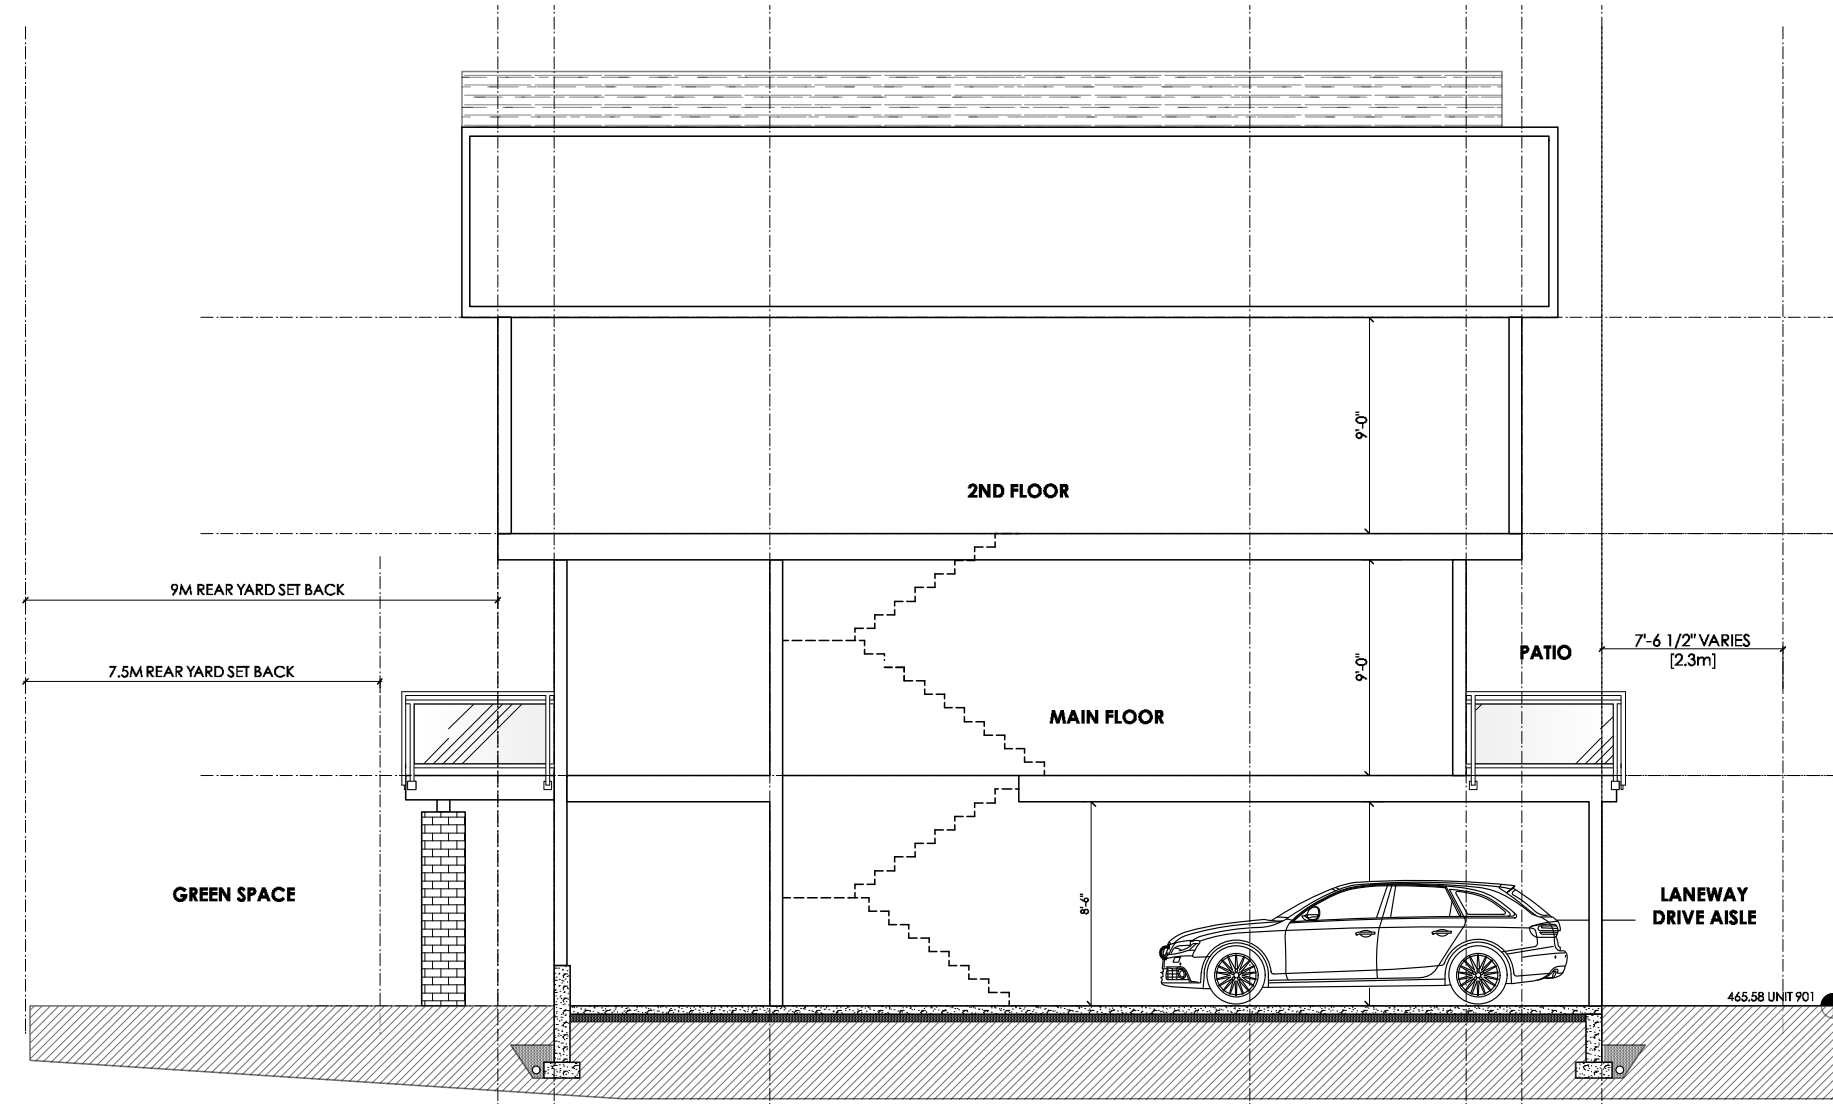 9'-0"
2ND FLOOR
9M REAR YARD SET BACK
7'-6 1/2" VARIES
[2.3m]
PATIO
9'-0"
7.5M REAR YARD SET BACK
MAIN FLOOR
GREEN SPACE
8'-6"
LANEWAY
DRIVE AISLE
465.58 UNIT 901